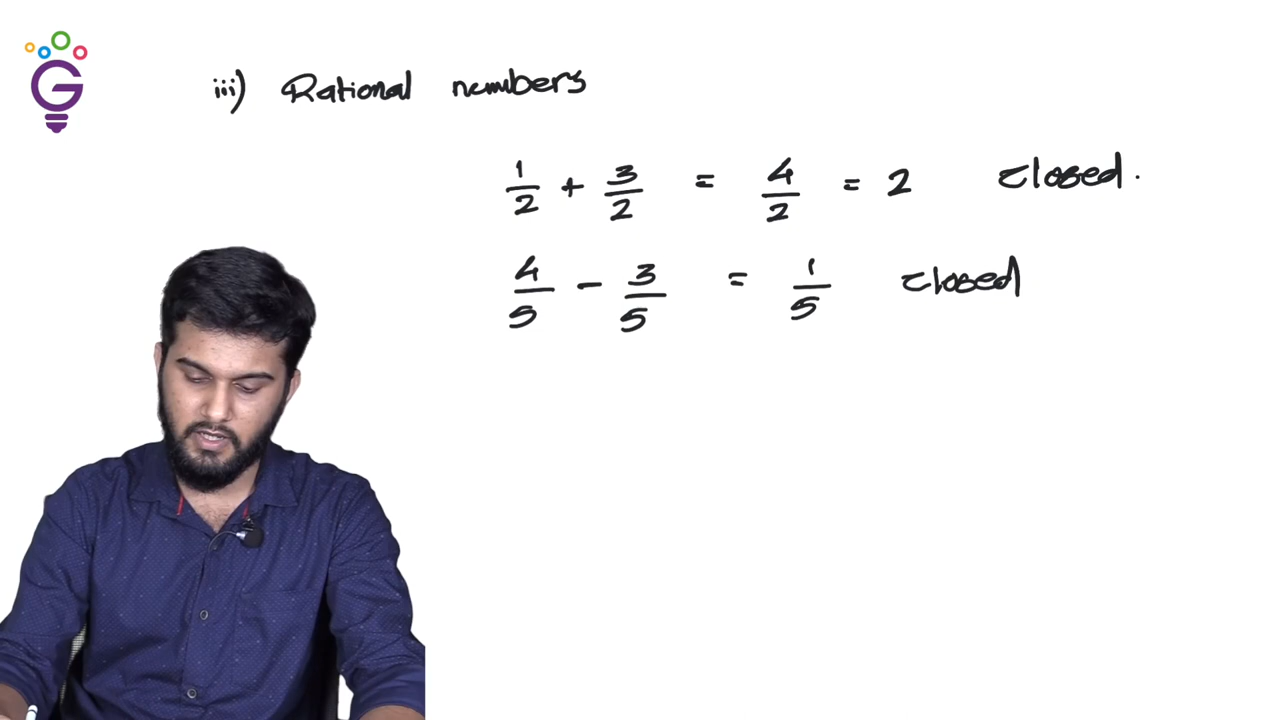 iii) Rational numbers
1/2 + 3/2 = 4/2 = 2 closed.
4/5 - 3/5 = 1/5 closed